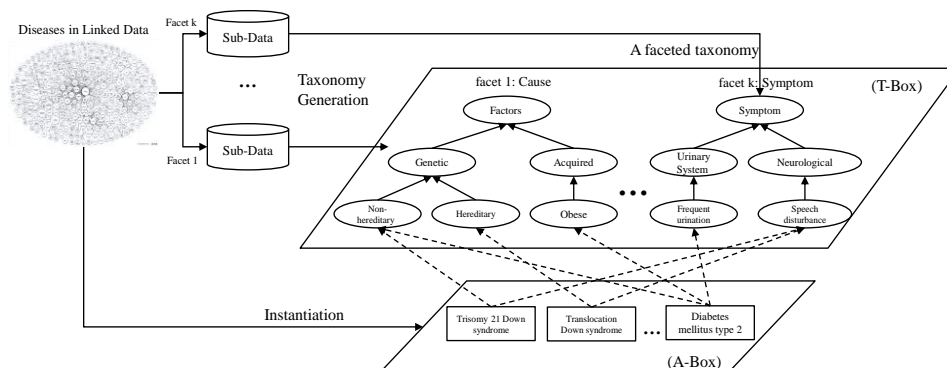 Diseases in Linked Data
Facet k
Sub-Data
...
Taxonomy
Generation
Facet 1
Sub-Data
A faceted taxonomy
(T-Box)
facet 1: Cause
facet k: Symptom
Factors
Symptom
Genetic
Acquired
Urinary
System
Neurological
...
Non-
hereditary
Hereditary
Obese
Frequent
urination
Speech
disturbance
Instantiation
Trisomy 21 Down
syndrome
Translocation
Down syndrome
...
Diabetes
mellitus type 2
(A-Box)